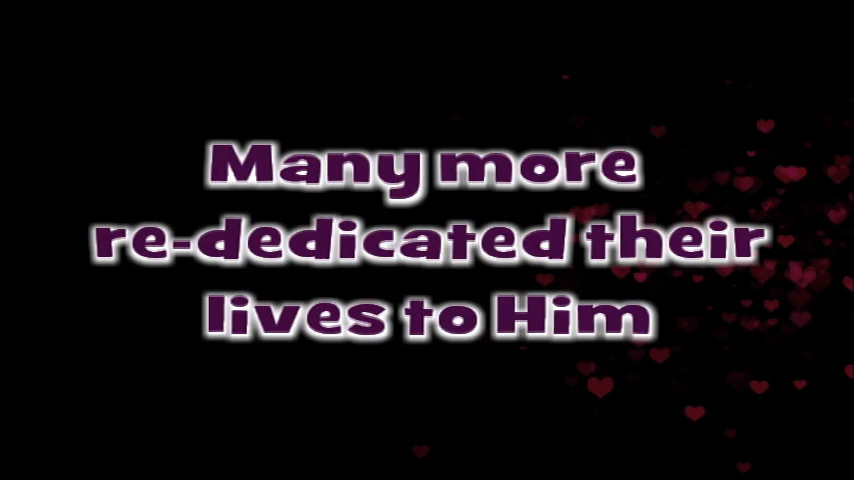 Many more
re-dedicated their
lives to Him